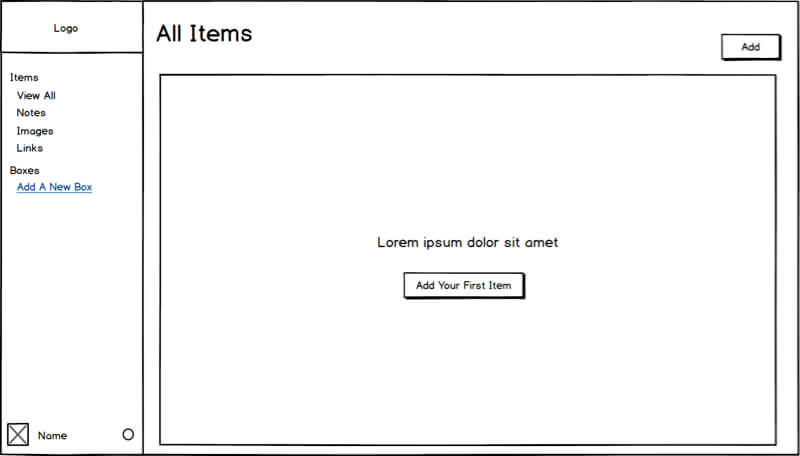 Logo
Items
View All
Notes
Images
Links
Boxes
Add A New Box
Name
All Items
Add
Lorem ipsum dolor sit amet
Add Your First Item